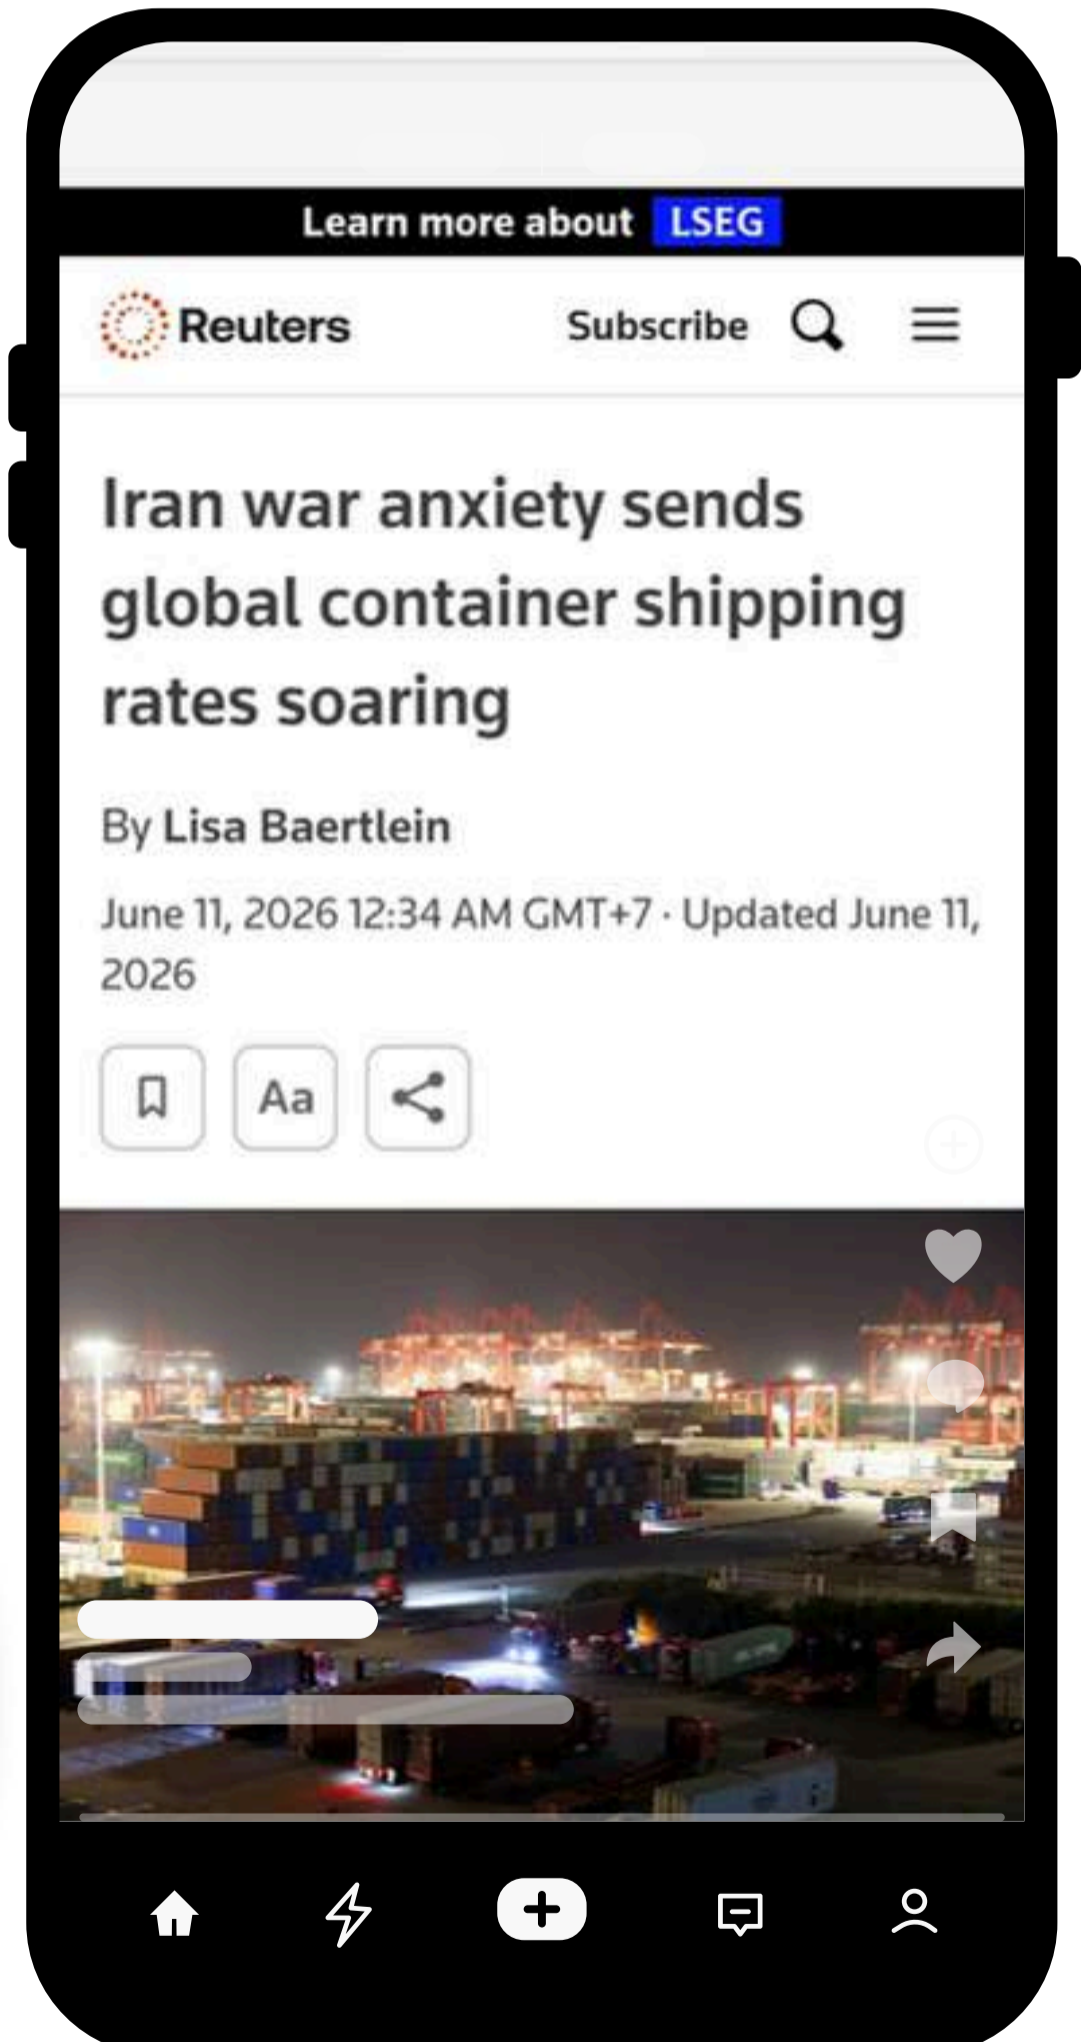 Learn more about LSEG
Reuters Subscribe
Iran war anxiety sends
global container shipping
rates soaring
By Lisa Baertlein
June 11, 2026 12:34 AM GMT+7 · Updated June 11,
2026
Aa